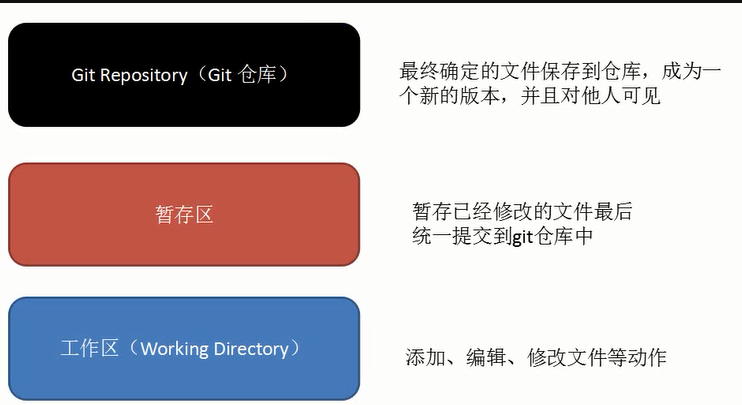 Git Repository（Git 仓库）
最终确定的文件保存到仓库，成为一
个新的版本，并且对他人可见
暂存区
暂存已经修改的文件最后
统一提交到git仓库中
工作区（Working Directory）
添加、编辑、修改文件等动作